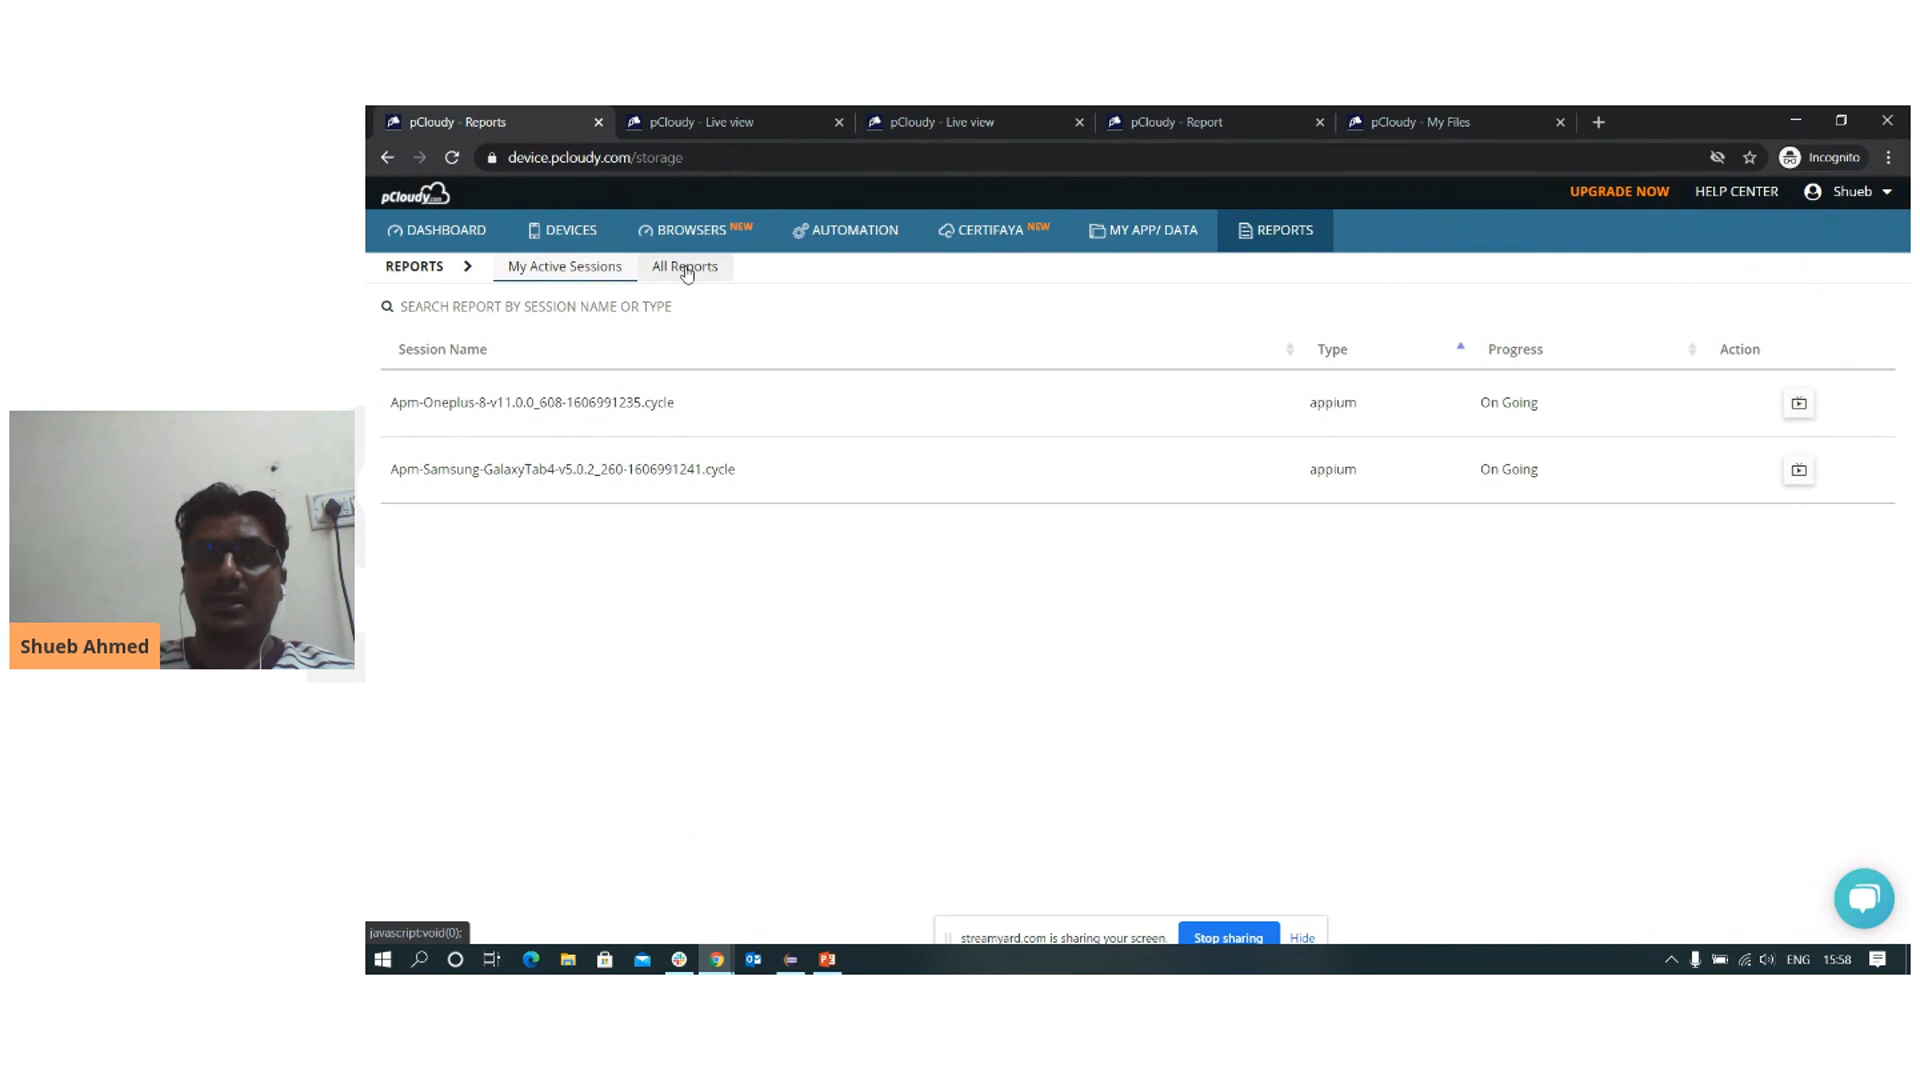 pCloudy - Reports
pCloudy - Live view
pCloudy - Live view
pCloudy - Report
pCloudy - My Files
device.pcloudy.com/storage
Incognito
pCloudy.com
UPGRADE NOW
HELP CENTER
Shueb
DASHBOARD
DEVICES
BROWSERS NEW
AUTOMATION
CERTIFAYA NEW
MY APP/ DATA
REPORTS
REPORTS
My Active Sessions
All Reports
SEARCH REPORT BY SESSION NAME OR TYPE
Session Name Type Progress Action
Apm-Oneplus-8-v11.0.0_608-1606991235.cycle appium On Going
Apm-Samsung-GalaxyTab4-v5.0.2_260-1606991241.cycle appium On Going
Shueb Ahmed
javascript:void(0);
streamyard.com is sharing your screen.
Stop sharing
Hide
ENG
15:58